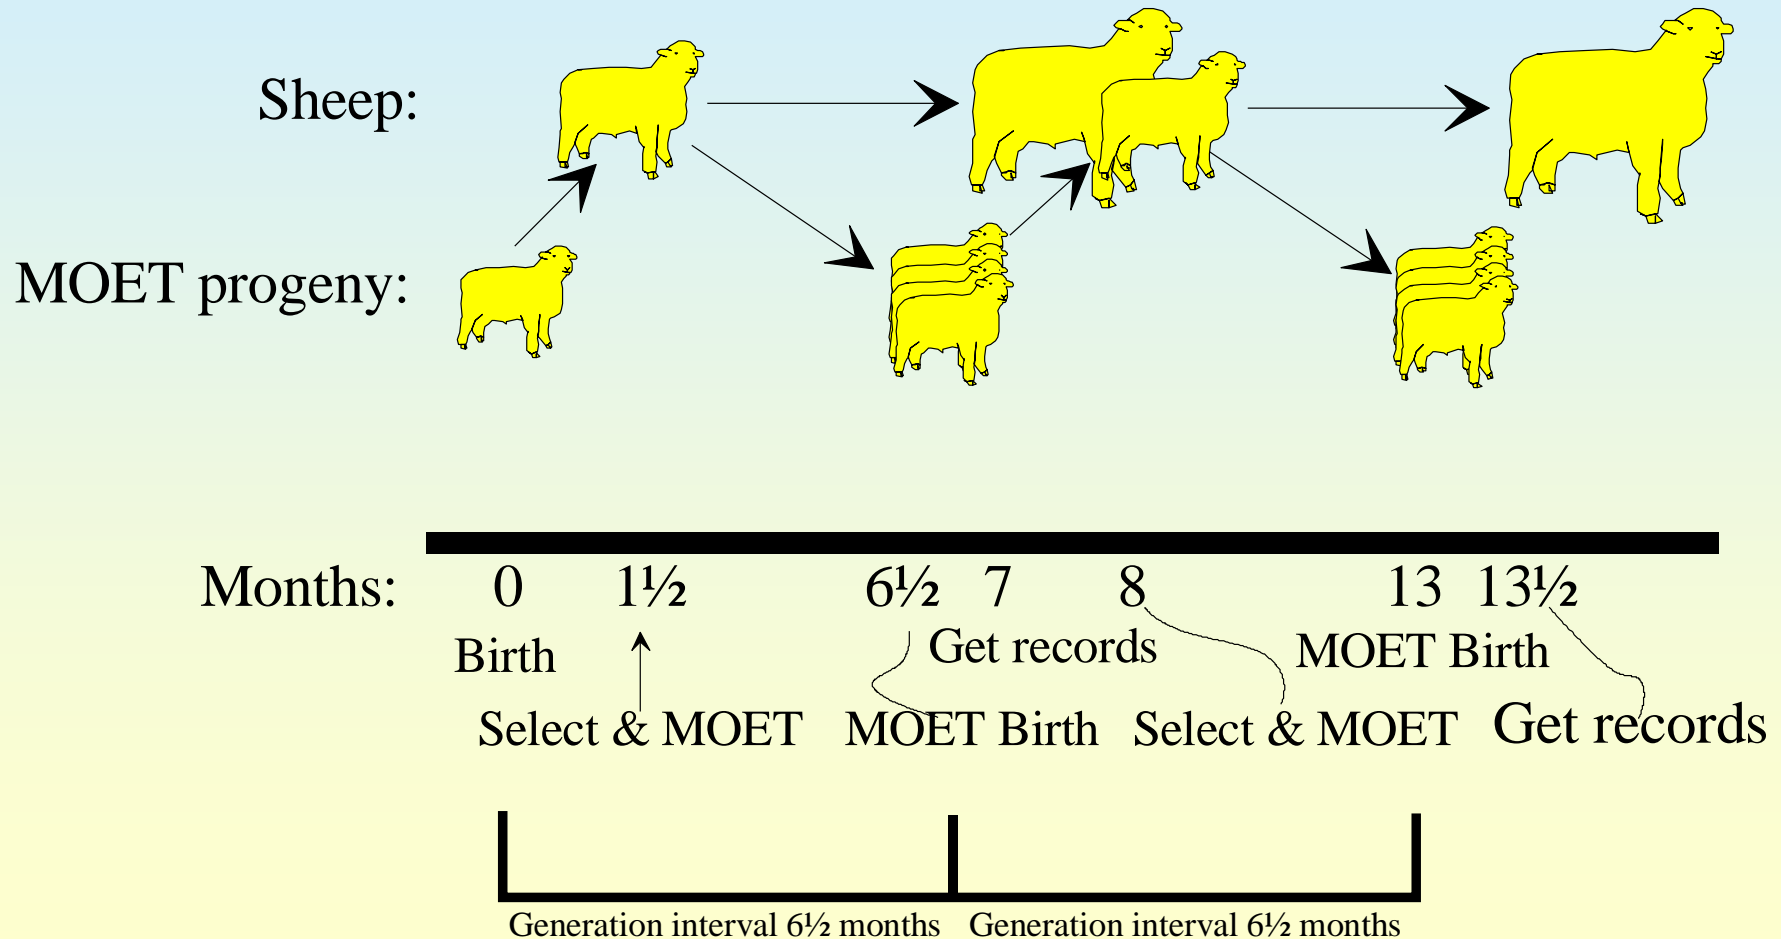 Sheep:
MOET progeny:
Months: 0 1½ 6½ 7 8 13 13½
Birth Get records MOET Birth
Select & MOET MOET Birth Select & MOET Get records
Generation interval 6½ months Generation interval 6½ months